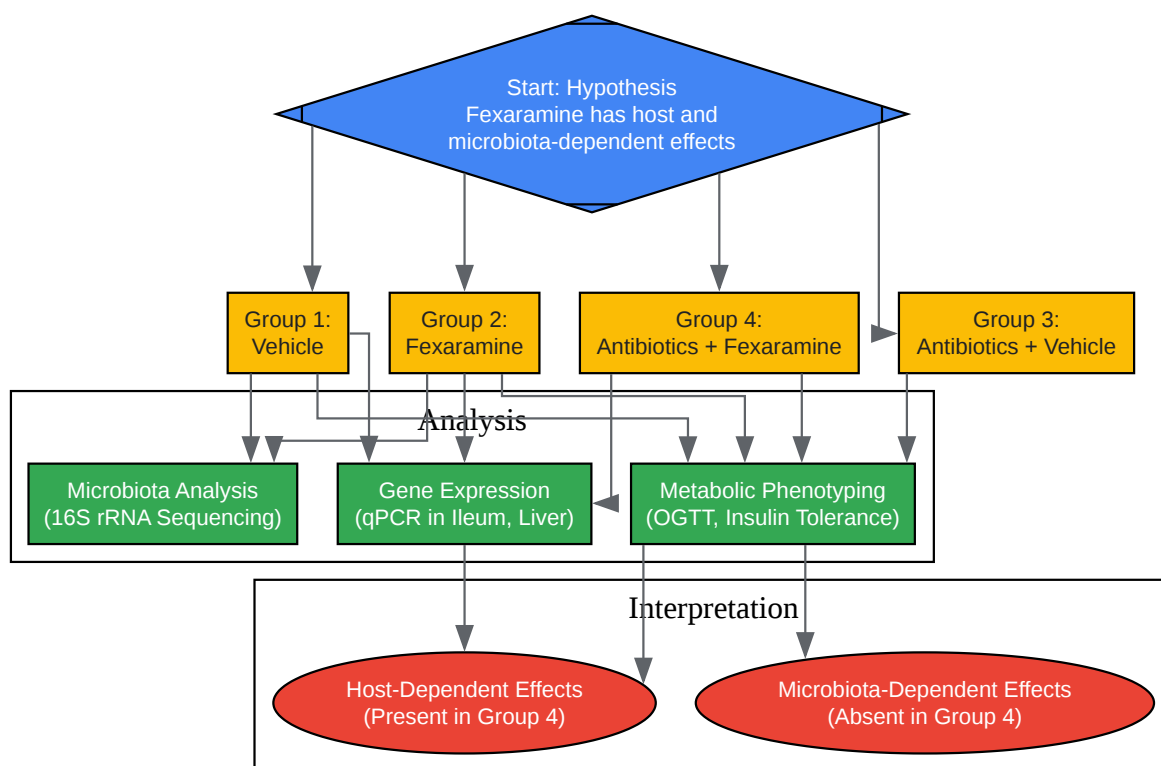 Start: Hypothesis
Fexaramine has host and
microbiota-dependent effects
Group 1:
Vehicle
Group 2:
Fexaramine
Group 4:
Antibiotics + Fexaramine
Group 3:
Antibiotics + Vehicle
Analysis
Microbiota Analysis
(16S rRNA Sequencing)
Gene Expression
(qPCR in Ileum, Liver)
Metabolic Phenotyping
(OGTT, Insulin Tolerance)
Interpretation
Host-Dependent Effects
(Present in Group 4)
Microbiota-Dependent Effects
(Absent in Group 4)